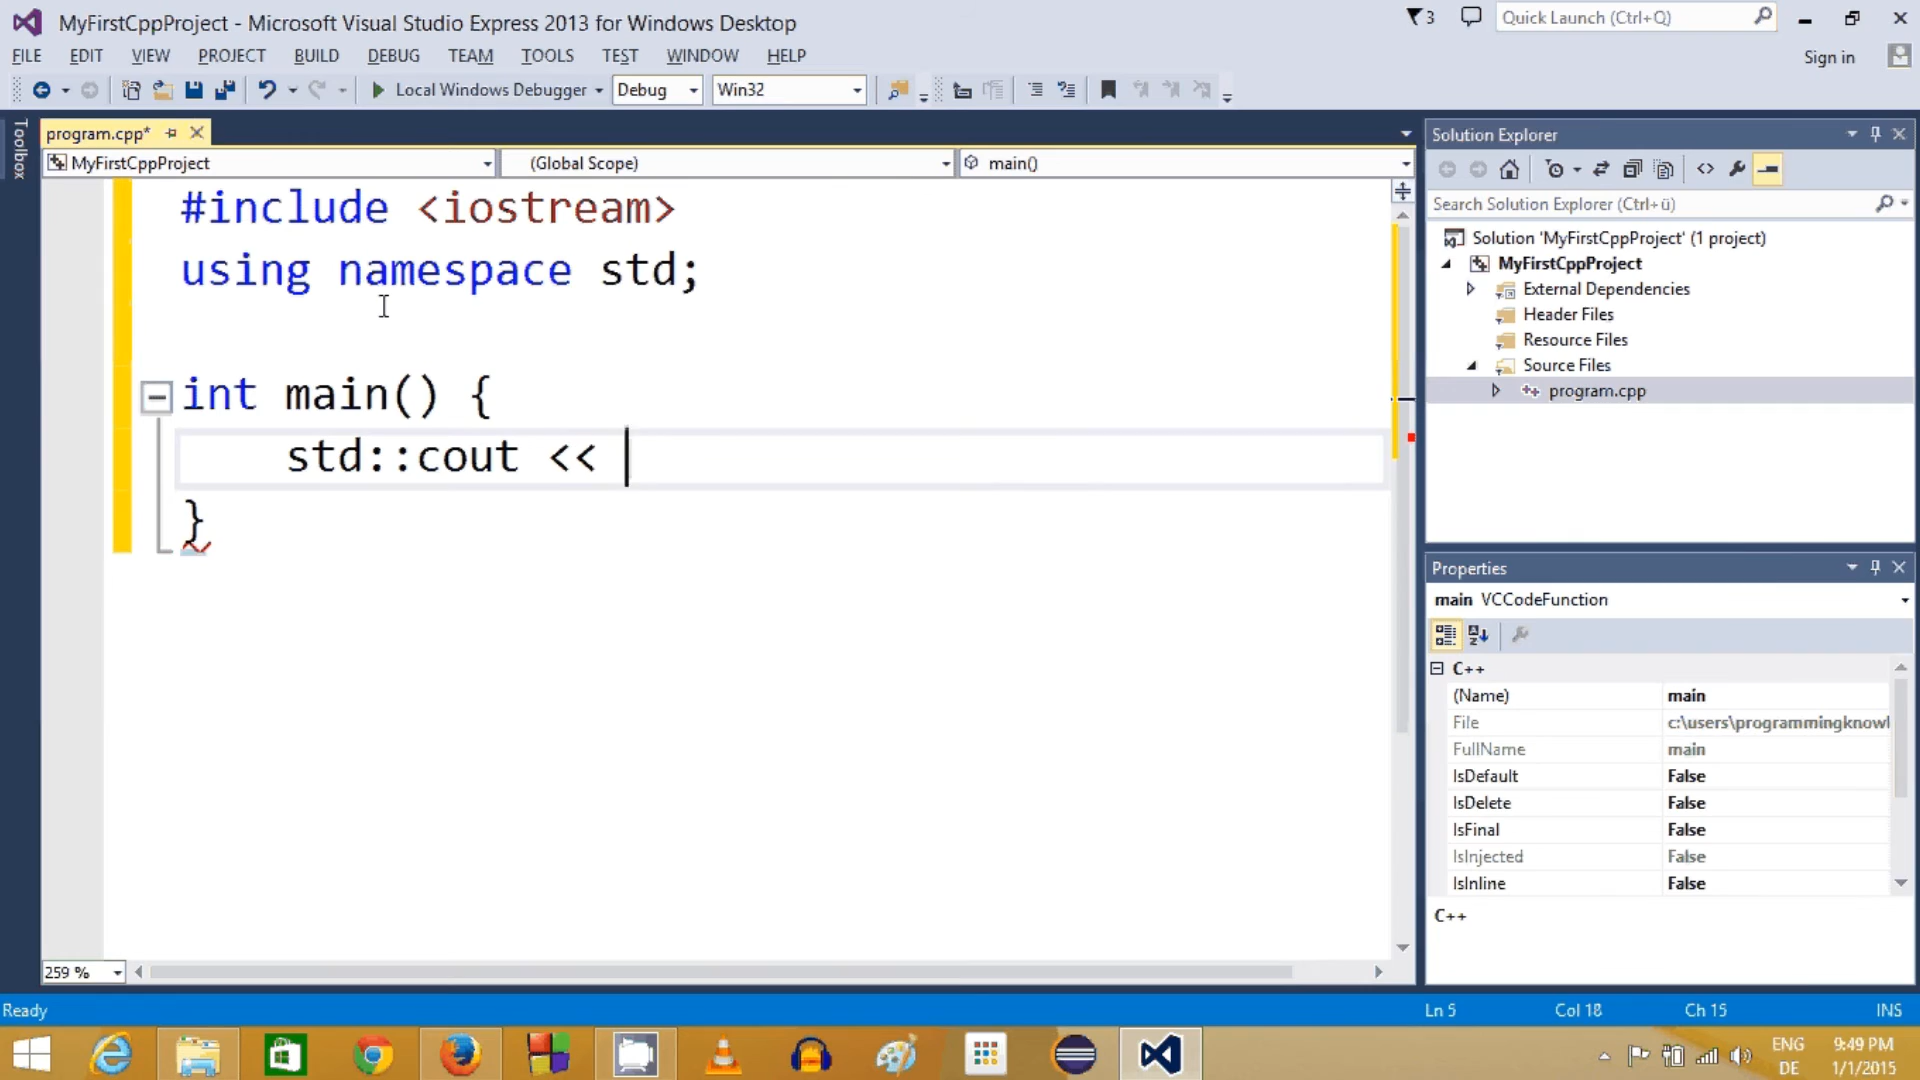 MyFirstCppProject - Microsoft Visual Studio Express 2013 for Windows Desktop
3
Quick Launch (Ctrl+Q)
FILE EDIT VIEW PROJECT BUILD DEBUG TEAM TOOLS TEST WINDOW HELP
Sign in
Local Windows Debugger Debug Win32
Toolbox
program.cpp*
MyFirstCppProject (Global Scope) main()
#include <iostream>
using namespace std;
int main() {
std::cout <<
}
259 %
Solution Explorer
Search Solution Explorer (Ctrl+ü)
Solution 'MyFirstCppProject' (1 project)
MyFirstCppProject
External Dependencies
Header Files
Resource Files
Source Files
program.cpp
Properties
main VCCodeFunction
C++
(Name) main
File c:\users\programmingknowl
FullName main
IsDefault False
IsDelete False
IsFinal False
IsInjected False
IsInline False
C++
Ready Ln 5 Col 18 Ch 15 INS
ENG 9:49 PM
DE 1/1/2015